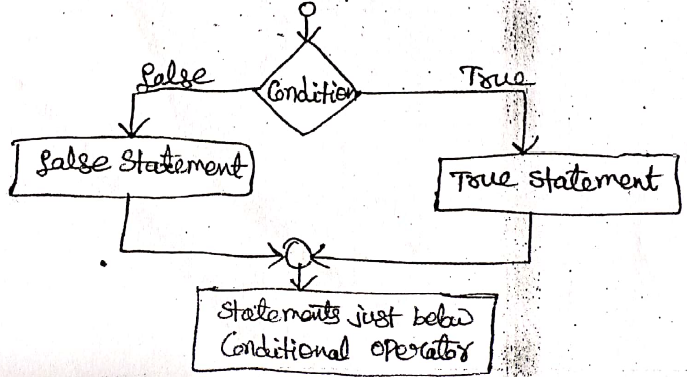 False
True
Condition
False Statement
True Statement
Statements just below
Conditional operator